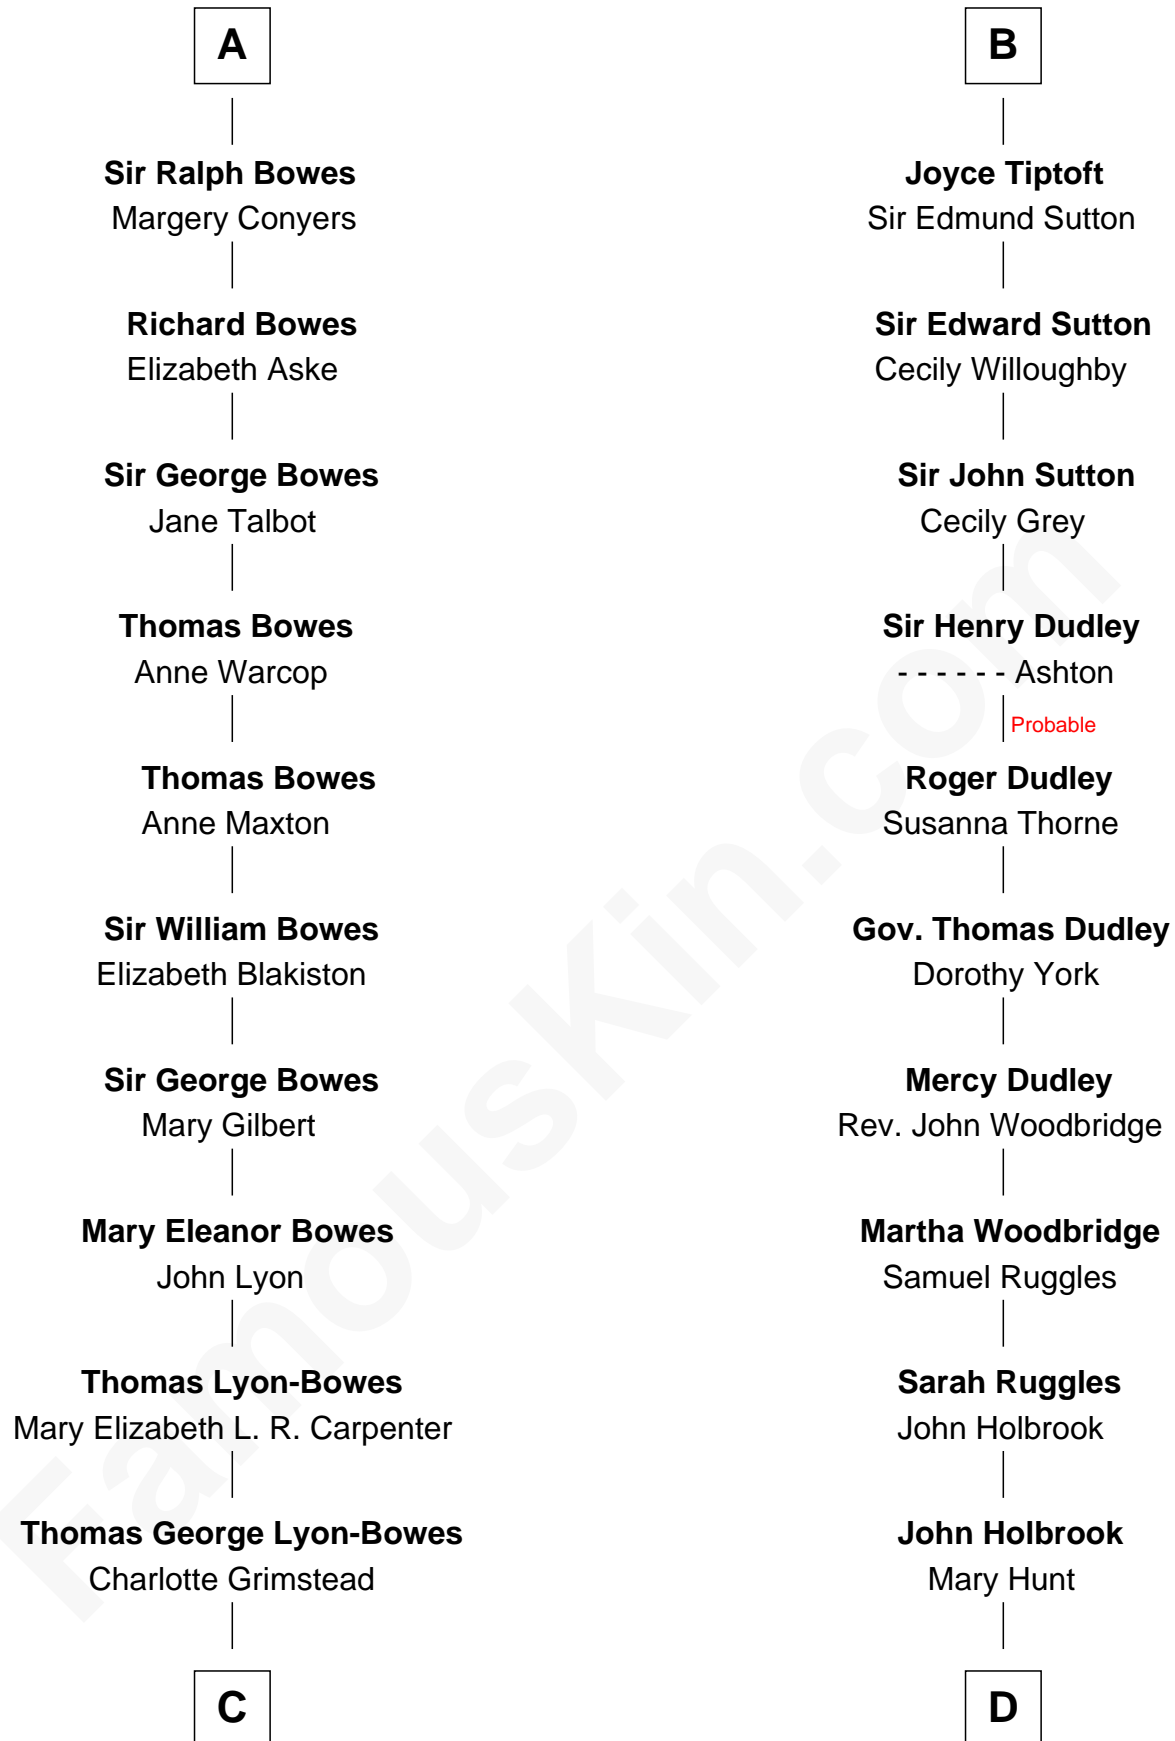 A
Sir Ralph Bowes
Margery Conyers
Richard Bowes
Elizabeth Aske
Sir George Bowes
Jane Talbot
Thomas Bowes
Anne Warcop
Thomas Bowes
Anne Maxton
Sir William Bowes
Elizabeth Blakiston
Sir George Bowes
Mary Gilbert
Mary Eleanor Bowes
John Lyon
Thomas Lyon-Bowes
Mary Elizabeth L. R. Carpenter
Thomas George Lyon-Bowes
Charlotte Grimstead
C
B
Joyce Tiptoft
Sir Edmund Sutton
Sir Edward Sutton
Cecily Willoughby
Sir John Sutton
Cecily Grey
Sir Henry Dudley
- - - - - - Ashton
Probable
Roger Dudley
Susanna Thorne
Gov. Thomas Dudley
Dorothy York
Mercy Dudley
Rev. John Woodbridge
Martha Woodbridge
Samuel Ruggles
Sarah Ruggles
John Holbrook
John Holbrook
Mary Hunt
D
FamousKin.com